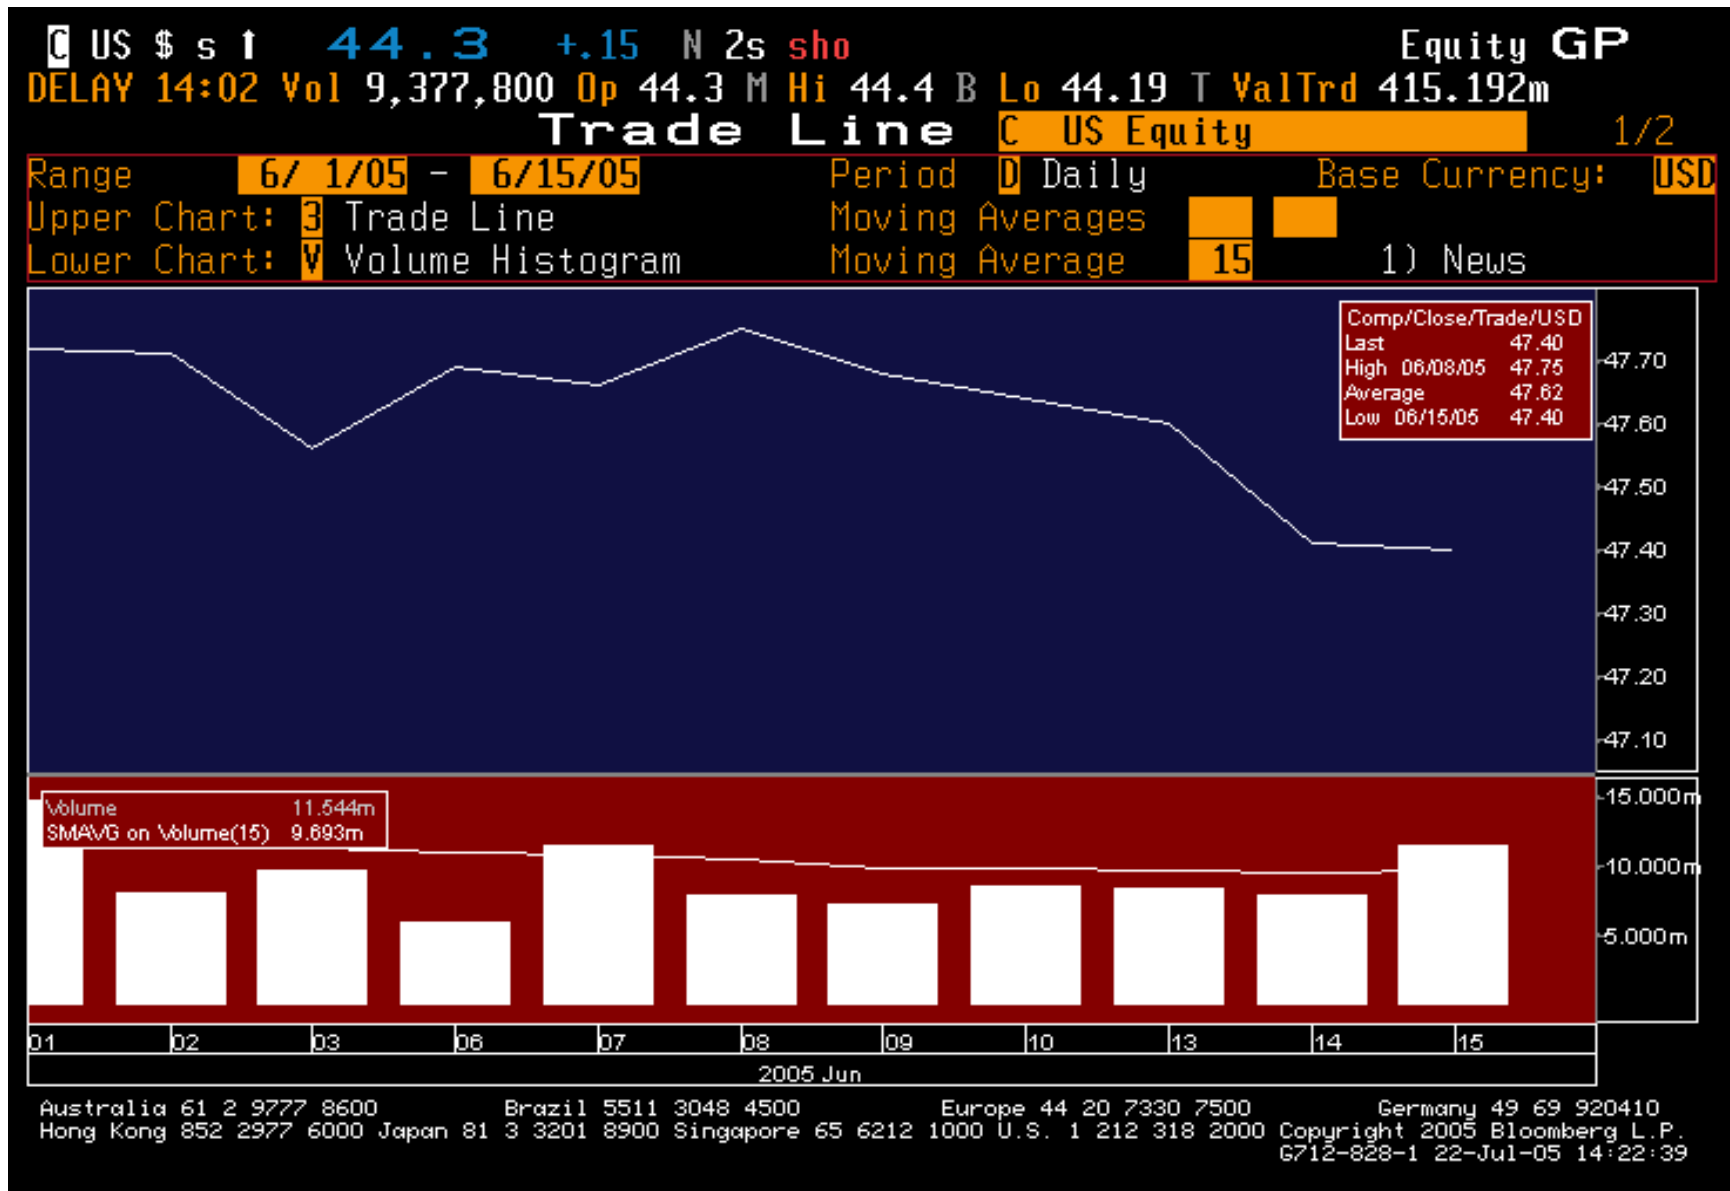 C US $ s ↑ 44.3 +.15 N 2s sho Equity GP
DELAY 14:02 Vol 9,377,800 Op 44.3 M Hi 44.4 B Lo 44.19 T ValTrd 415.192m
Trade Line C US Equity 1/2
Range 6/ 1/05 - 6/15/05 Period D Daily Base Currency: USD
Upper Chart: 3 Trade Line Moving Averages
Lower Chart: V Volume Histogram Moving Average 15 1) News
Comp/Close/Trade/USD
Last 47.40
High 06/08/05 47.75
Average 47.62
Low 06/15/05 47.40
47.70
47.60
47.50
47.40
47.30
47.20
47.10
Volume 11.544m
SMAVG on Volume(15) 9.693m
15.000m
10.000m
5.000m
01 02 03 06 07 08 09 10 13 14 15
2005 Jun
Australia 61 2 9777 8600 Brazil 5511 3048 4500 Europe 44 20 7330 7500 Germany 49 69 920410
Hong Kong 852 2977 6000 Japan 81 3 3201 8900 Singapore 65 6212 1000 U.S. 1 212 318 2000 Copyright 2005 Bloomberg L.P.
G712-828-1 22-Jul-05 14:22:39